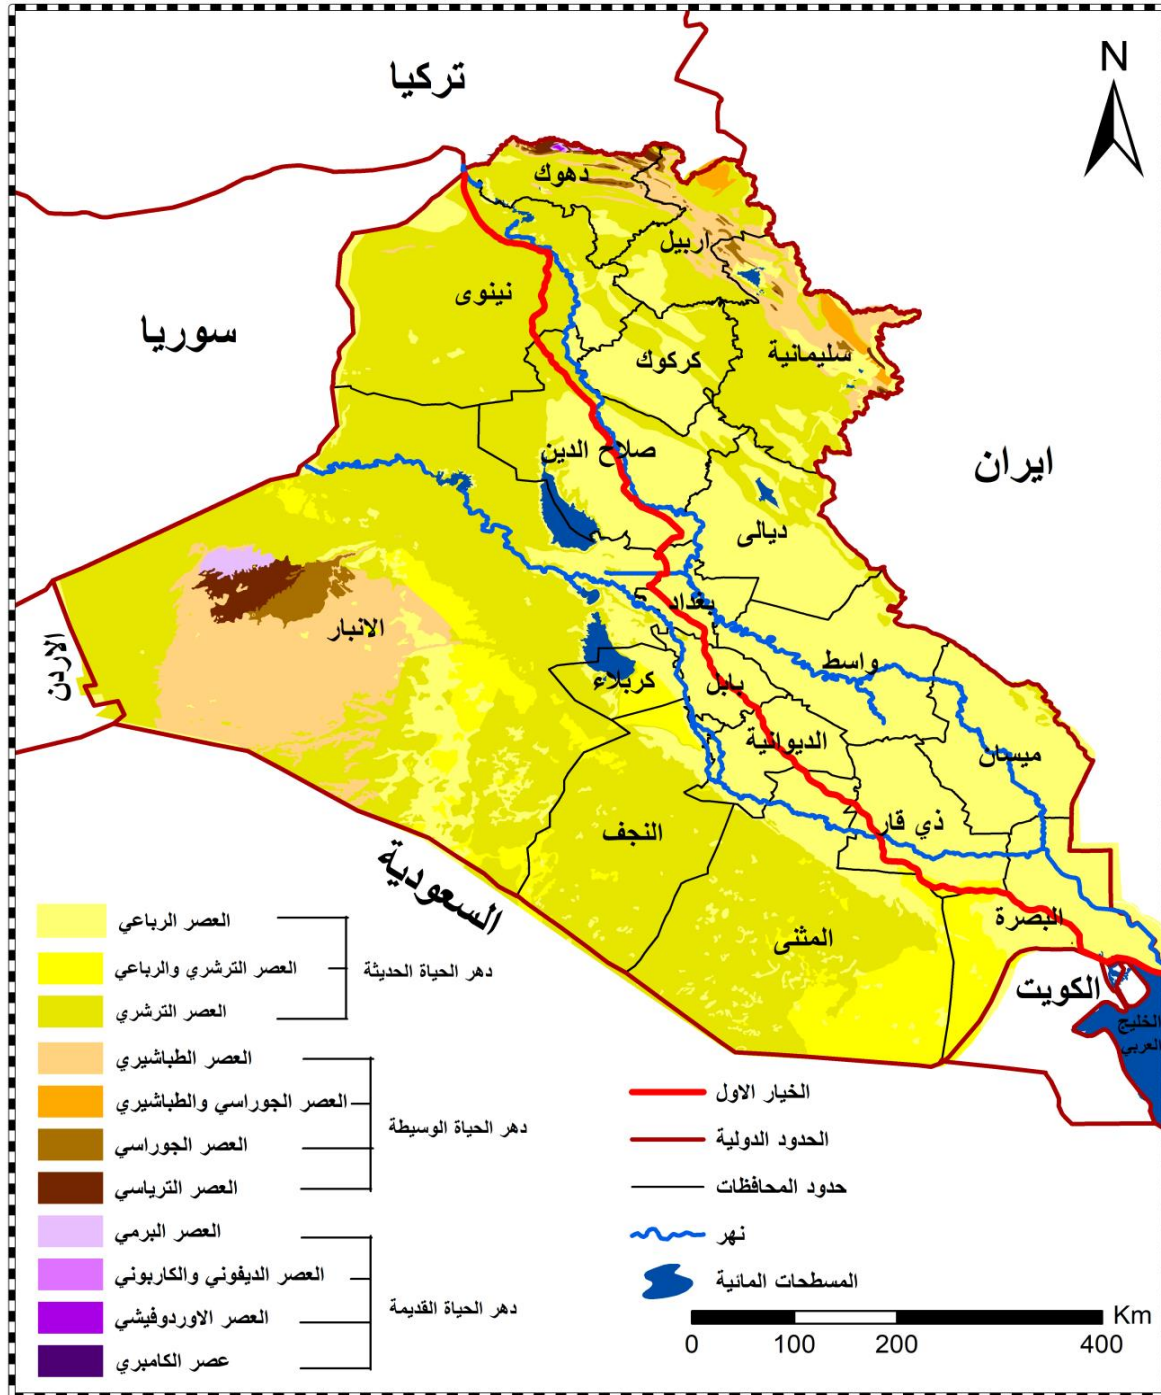 N
تركيا
دهوك
اربيل
نينوى
سوريا
كركوك
سليمانية
صلاح الدين
ايران
ديالى
بغداد
الانبار
الاردن
واسط
كربلاء
بابل
الديوانية
ميسان
ذي قار
النجف
السعودية
المثنى
البصرة
الكويت
الخليج
العربي
العصر الرباعي
العصر الترشري والرباعي
العصر الترشري
دهر الحياة الحديثة
العصر الطباشيري
العصر الجوراسي والطباشيري
العصر الجوراسي
العصر الترياسي
دهر الحياة الوسيطة
العصر البرمي
العصر الديفوني والكاربوني
العصر الاوردوفيشي
عصر الكامبري
دهر الحياة القديمة
الخيار الاول
الحدود الدولية
حدود المحافظات
نهر
المسطحات المائية
Km
0 100 200 400